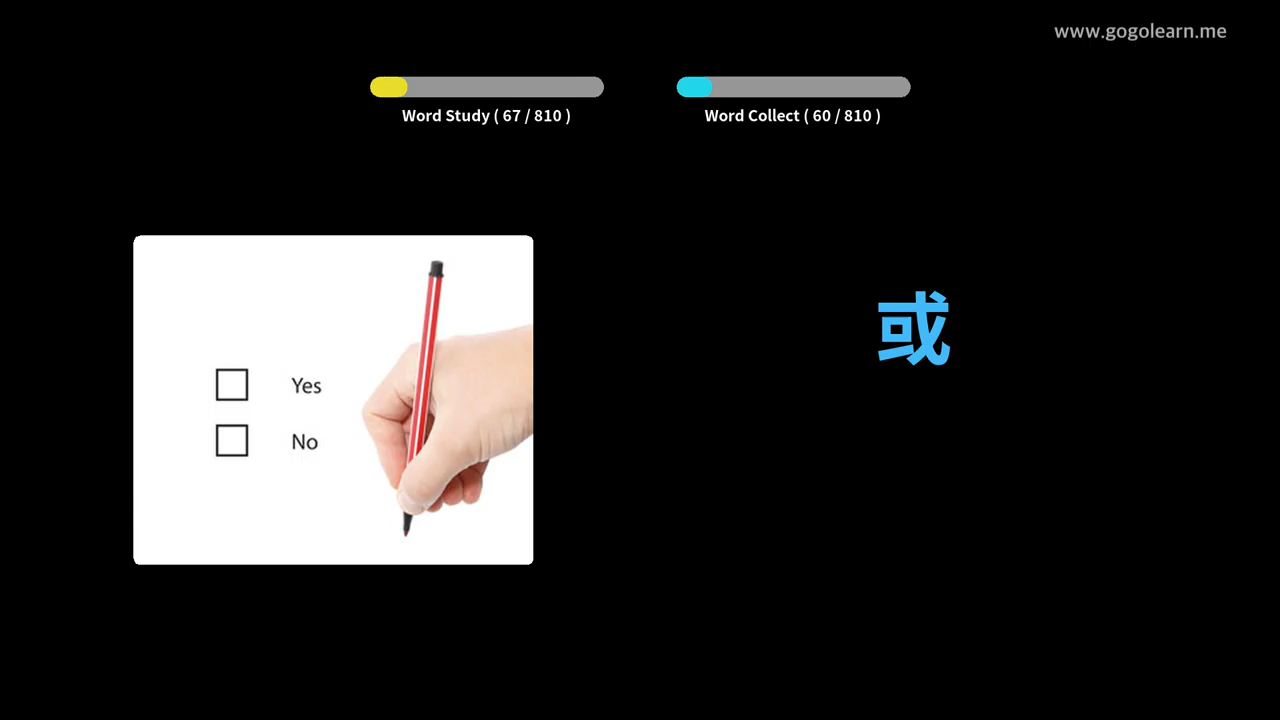 www.gogolearn.me
Word Study ( 67 / 810 )
Word Collect ( 60 / 810 )
Yes
No
或